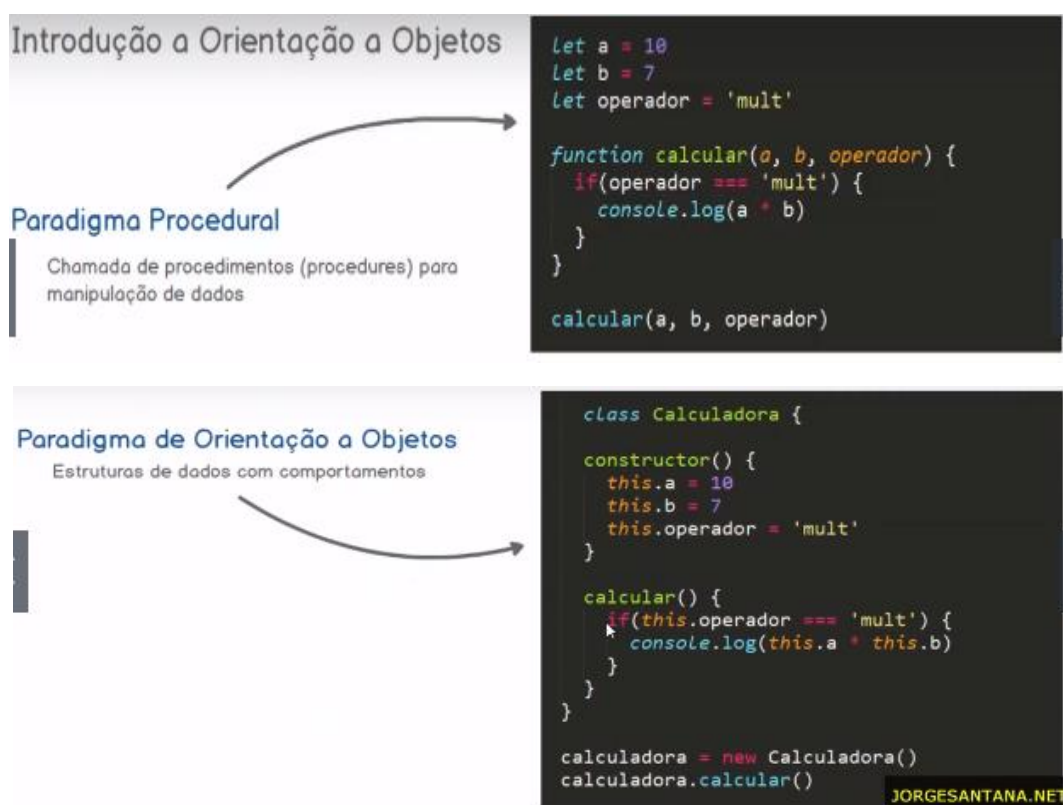 Introdução a Orientação a Objetos
Paradigma Procedural
Chamada de procedimentos (procedures) para
manipulação de dados
let a = 10
let b = 7
let operador = 'mult'
function calcular(a, b, operador) {
if(operador === 'mult') {
console.log(a * b)
}
}
calcular(a, b, operador)
Paradigma de Orientação a Objetos
Estruturas de dados com comportamentos
class Calculadora {
constructor() {
this.a = 10
this.b = 7
this.operador = 'mult'
}
calcular() {
if(this.operador === 'mult') {
console.log(this.a * this.b)
}
}
}
calculadora = new Calculadora()
calculadora.calcular()
JORGESANTANA.NET